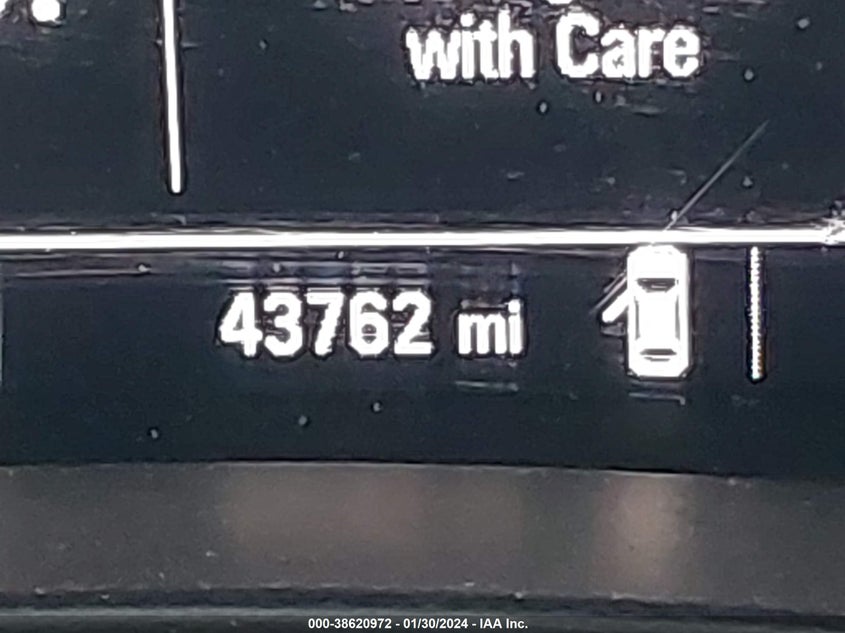 with Care
43762 mi
000-38620972 - 01/30/2024 - IAA Inc.